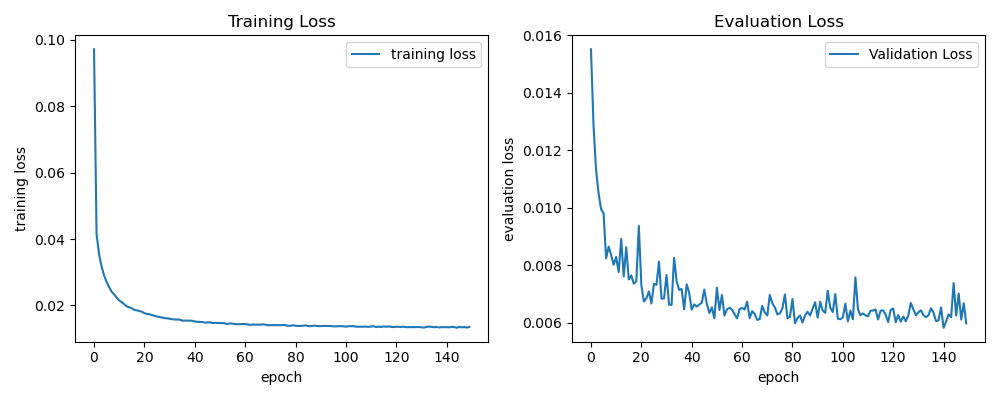 Training Loss
training loss
0.10
0.08
0.06
0.04
0.02
0 20 40 60 80 100 120 140
epoch
training loss
Evaluation Loss
Validation Loss
0.016
0.014
0.012
0.010
0.008
0.006
0 20 40 60 80 100 120 140
epoch
evaluation loss